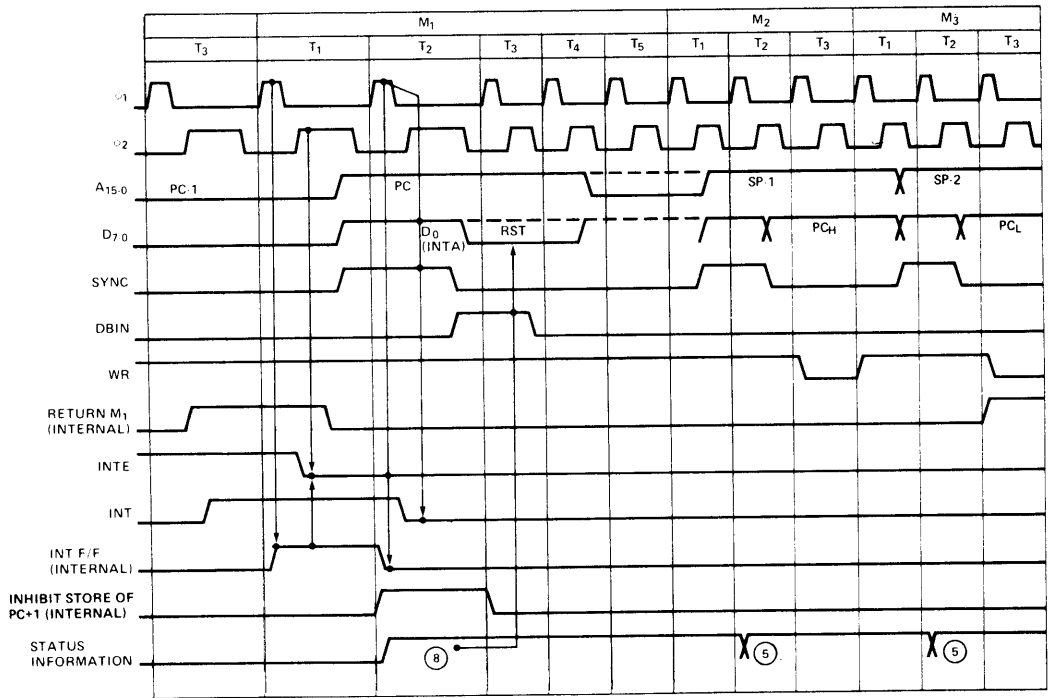 M1 M2 M3
T3 T1 T2 T3 T4 T5 T1 T2 T3 T1 T2 T3
φ1
φ2
A15-0 PC-1 PC SP-1 SP-2
D7-0 D0 (INTA) RST PCH PCL
SYNC
DBIN
WR
RETURN M1
(INTERNAL)
INTE
INT
INT F/F
(INTERNAL)
INHIBIT STORE OF
PC+1 (INTERNAL)
STATUS
INFORMATION
8 5 5